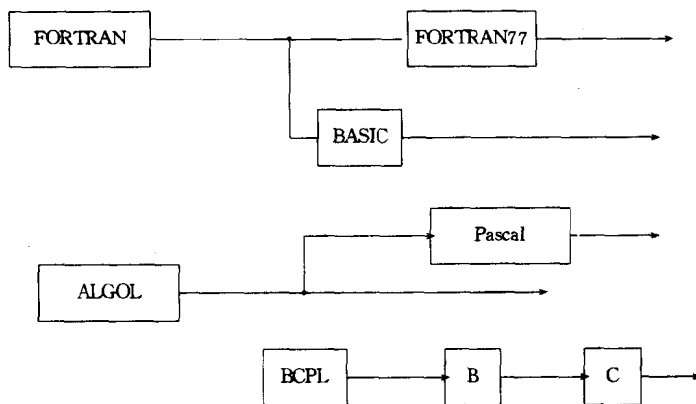 FORTRAN
FORTRAN77
BASIC
Pascal
ALGOL
BCPL
B
C